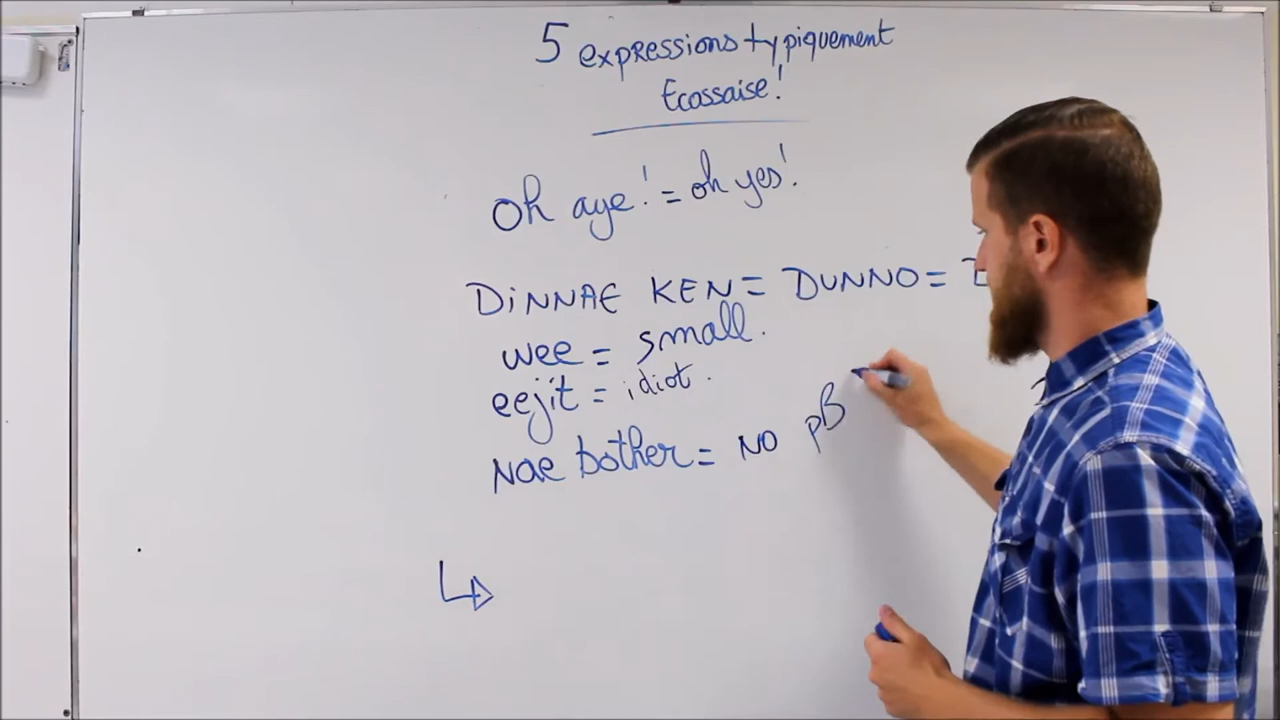 5 expressions typiquement
Ecossaise!
Oh aye! = oh yes!
DiNNAE KEN = DUNNO =
wee = small.
eejit = idiot.
Nae bother = NO pB